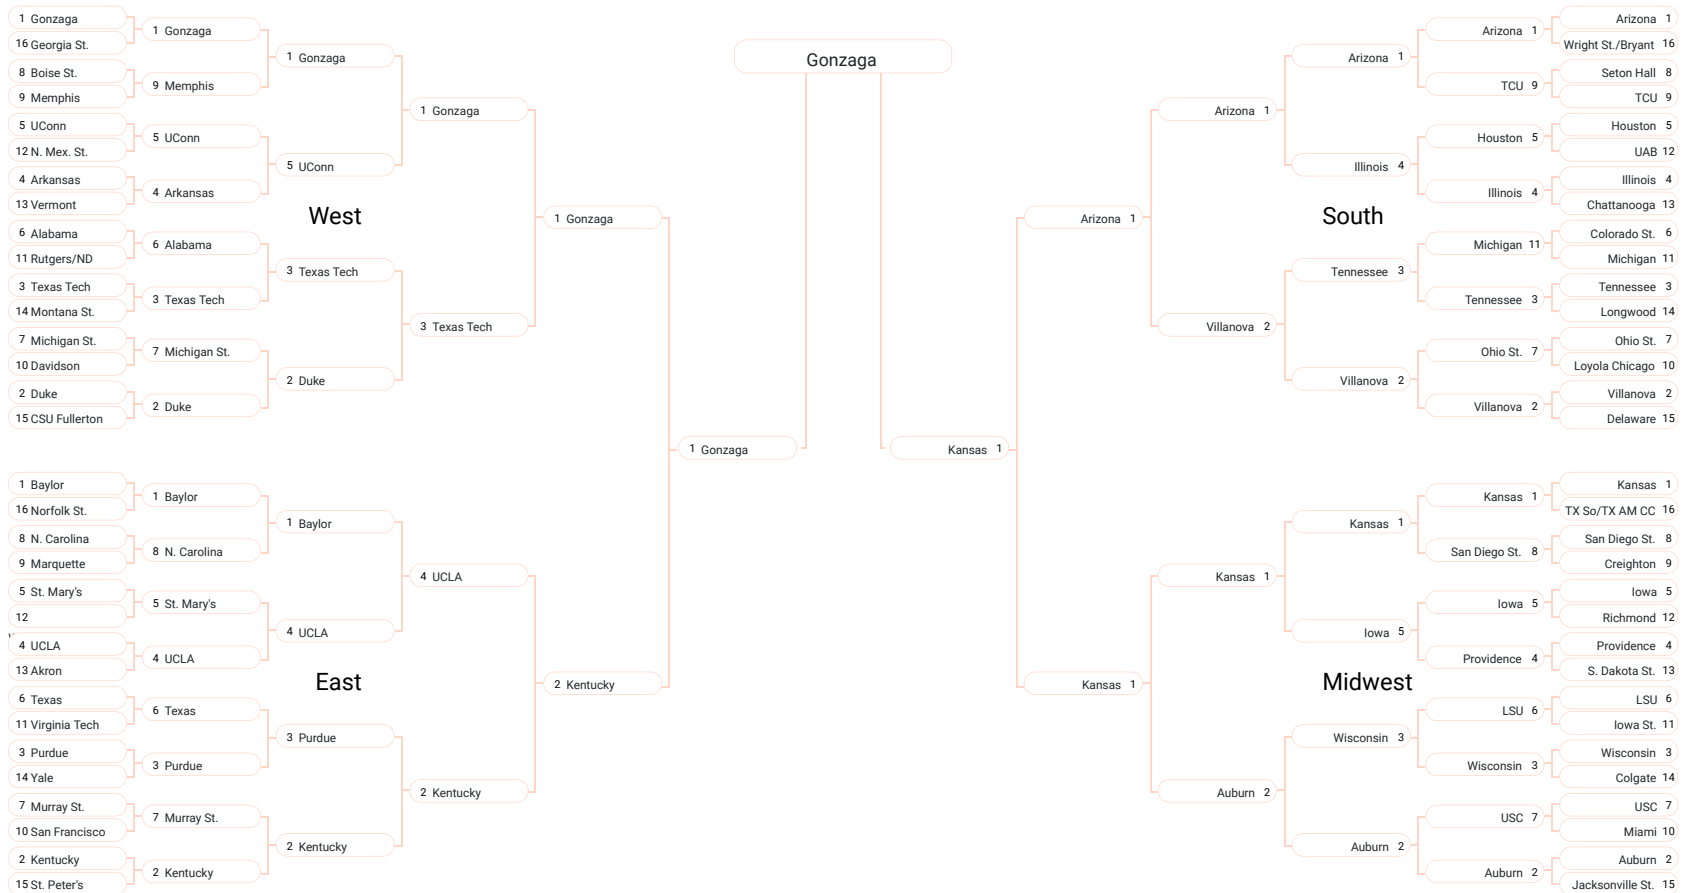 1 Gonzaga
16 Georgia St.
8 Boise St.
9 Memphis
5 UConn
12 N. Mex. St.
4 Arkansas
13 Vermont
6 Alabama
11 Rutgers/ND
3 Texas Tech
14 Montana St.
7 Michigan St.
10 Davidson
2 Duke
15 CSU Fullerton
1 Gonzaga
9 Memphis
5 UConn
4 Arkansas
6 Alabama
3 Texas Tech
7 Michigan St.
2 Duke
1 Gonzaga
5 UConn
West
3 Texas Tech
2 Duke
1 Gonzaga
3 Texas Tech
1 Gonzaga
1 Baylor
16 Norfolk St.
8 N. Carolina
9 Marquette
5 St. Mary's
12
4 UCLA
13 Akron
6 Texas
11 Virginia Tech
3 Purdue
14 Yale
7 Murray St.
10 San Francisco
2 Kentucky
15 St. Peter's
1 Baylor
8 N. Carolina
5 St. Mary's
4 UCLA
6 Texas
3 Purdue
7 Murray St.
2 Kentucky
1 Baylor
4 UCLA
East
3 Purdue
2 Kentucky
4 UCLA
2 Kentucky
2 Kentucky
1 Gonzaga
Gonzaga
Kansas 1
Arizona 1
Arizona 1
Villanova 2
Arizona 1
Illinois 4
South
Tennessee 3
Villanova 2
Arizona 1
TCU 9
Houston 5
Illinois 4
Michigan 11
Tennessee 3
Ohio St. 7
Villanova 2
Arizona 1
Wright St./Bryant 16
Seton Hall 8
TCU 9
Houston 5
UAB 12
Illinois 4
Chattanooga 13
Colorado St. 6
Michigan 11
Tennessee 3
Longwood 14
Ohio St. 7
Loyola Chicago 10
Villanova 2
Delaware 15
Kansas 1
Kansas 1
Auburn 2
Kansas 1
Iowa 5
Midwest
Wisconsin 3
Auburn 2
Kansas 1
San Diego St. 8
Iowa 5
Providence 4
LSU 6
Wisconsin 3
USC 7
Auburn 2
Kansas 1
TX So/TX AM CC 16
San Diego St. 8
Creighton 9
Iowa 5
Richmond 12
Providence 4
S. Dakota St. 13
LSU 6
Iowa St. 11
Wisconsin 3
Colgate 14
USC 7
Miami 10
Auburn 2
Jacksonville St. 15